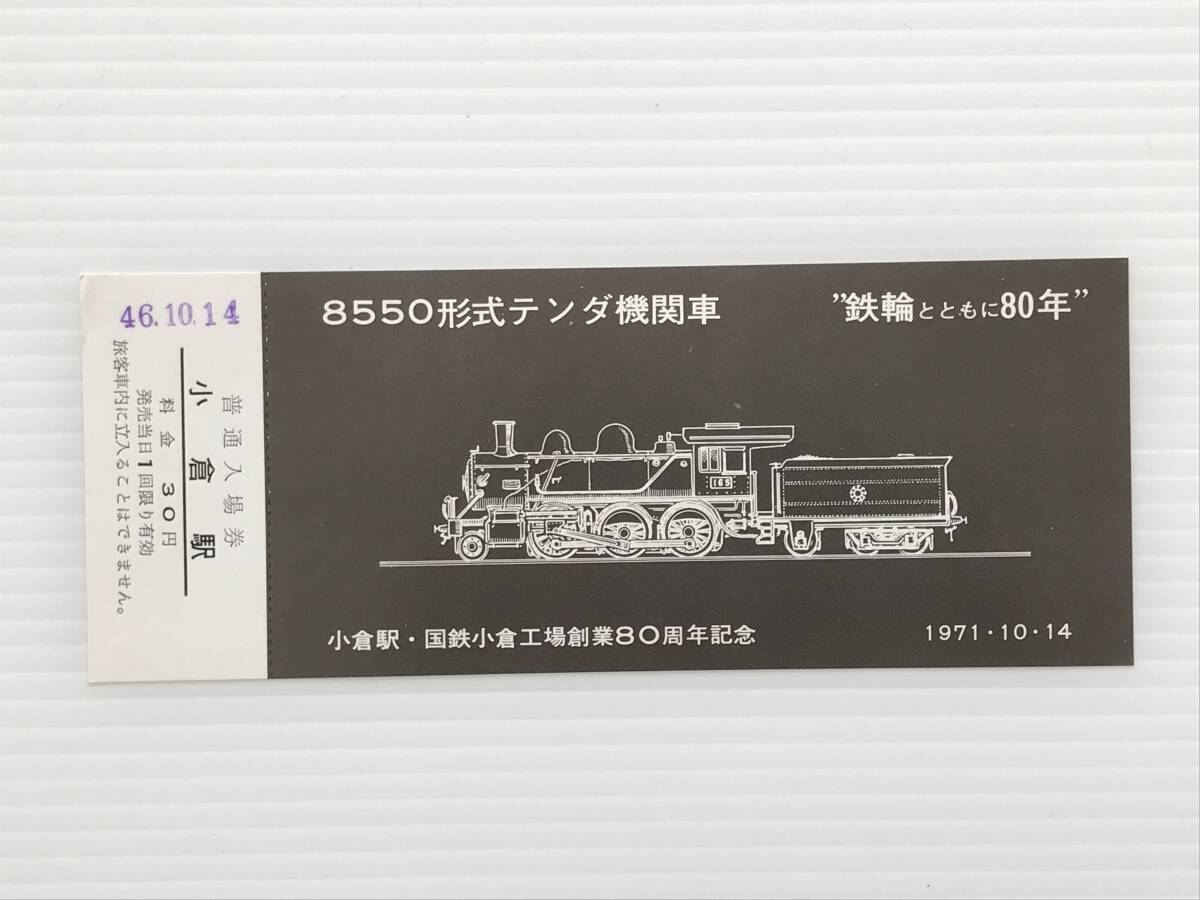 46.10.14
普通入場券
小倉駅
料金 30円
発売当日1回限り有効
旅客車内に立入ることはできません。
8550形式テンダ機関車
”鉄輪とともに80年”
169
小倉駅・国鉄小倉工場創業80周年記念
1971・10・14